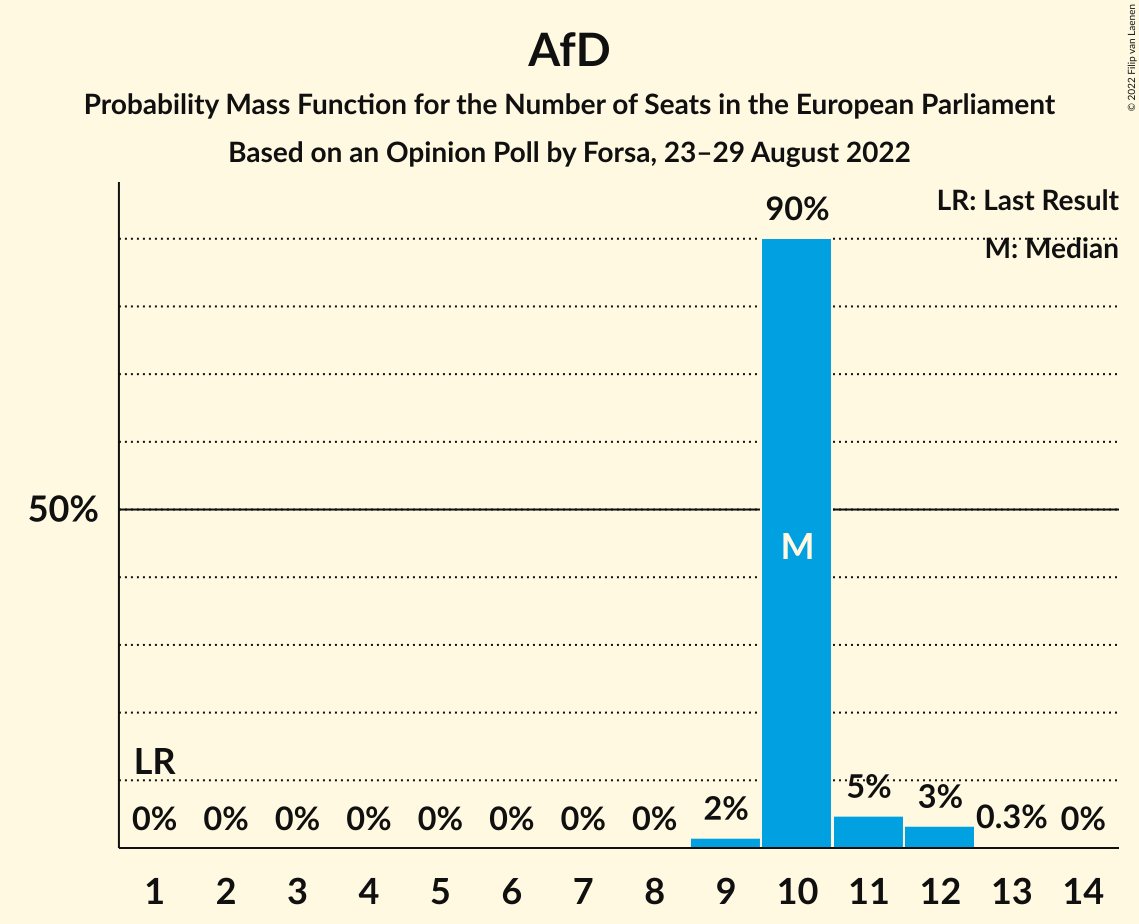 AfD
Probability Mass Function for the Number of Seats in the European Parliament
Based on an Opinion Poll by Forsa, 23–29 August 2022
© 2022 Filip van Laenen
LR: Last Result
M: Median
90%
50%
M
LR
0% 0% 0% 0% 0% 0% 0% 0% 2% 5% 3% 0.3% 0%
1 2 3 4 5 6 7 8 9 10 11 12 13 14